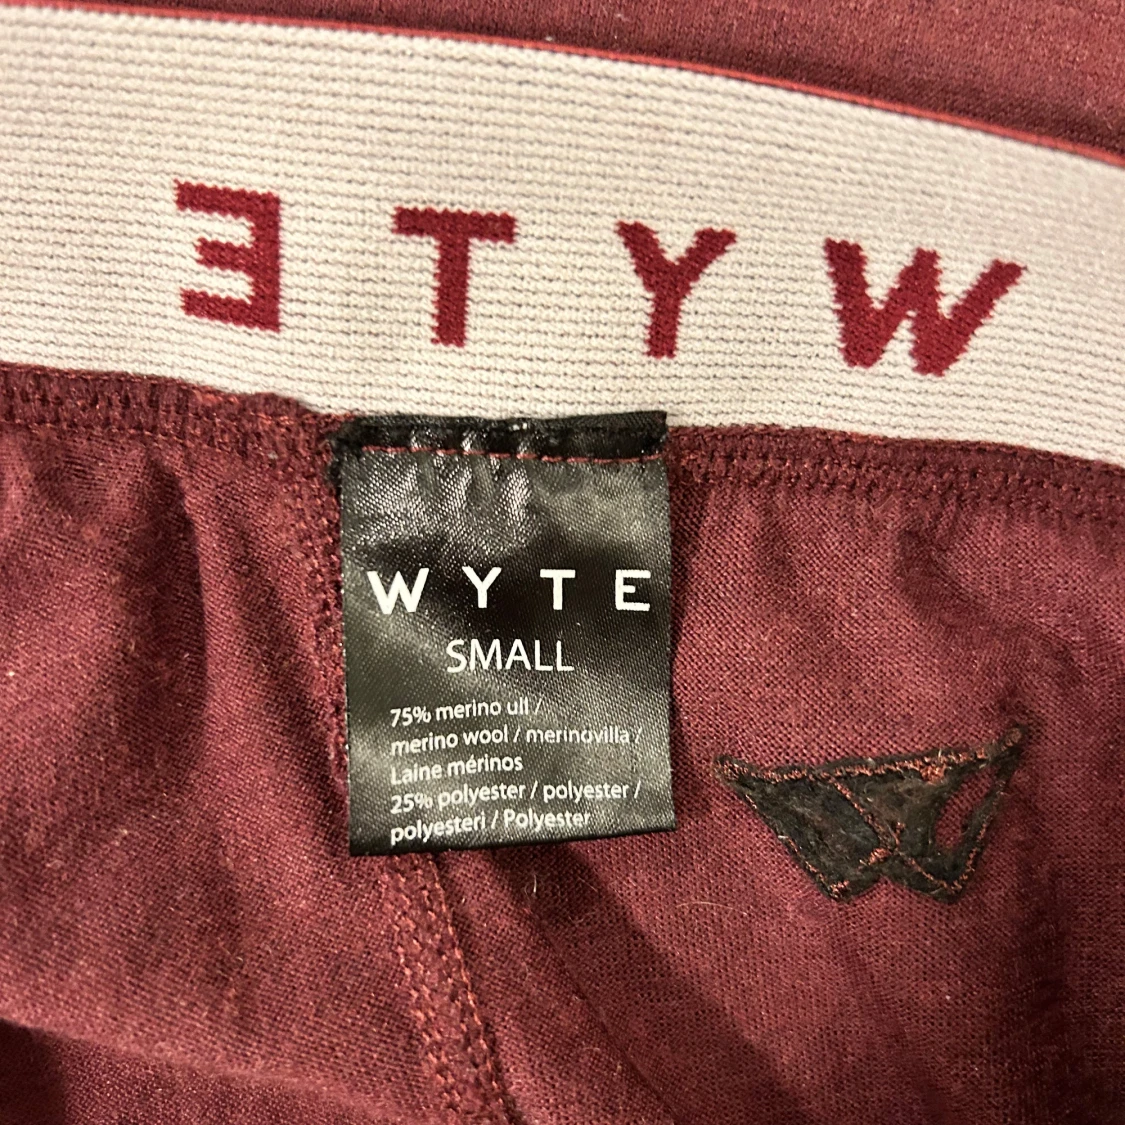 WYTE
WYTE
SMALL
75% merino ull /
merino wool / merinovilla /
Laine mérinos
25% polyester / polyester /
polyesteri / Polyester